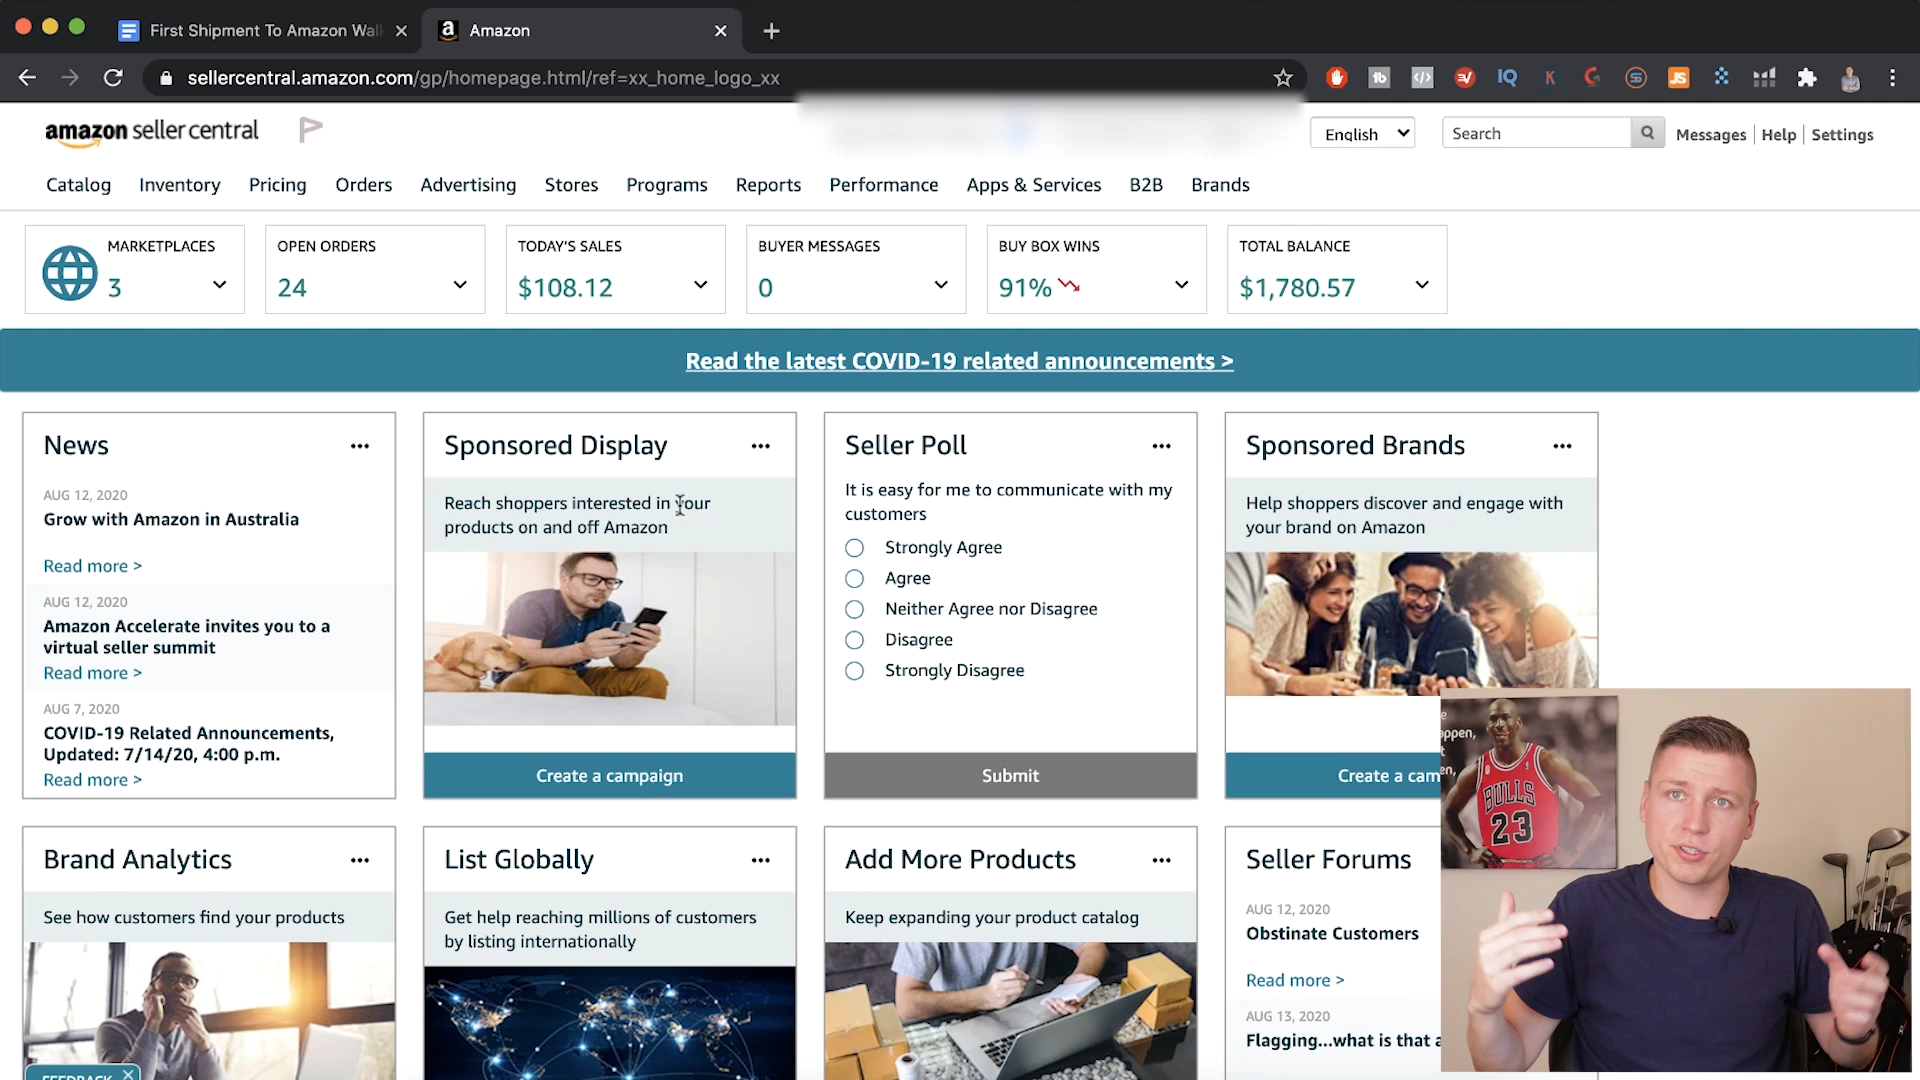 First Shipment To Amazon Wal
Amazon
sellercentral.amazon.com/gp/homepage.html/ref=xx_home_logo_xx
amazon seller central
English
Search
Messages
Help
Settings
Catalog
Inventory
Pricing
Orders
Advertising
Stores
Programs
Reports
Performance
Apps & Services
B2B
Brands
MARKETPLACES
3
OPEN ORDERS
24
TODAY'S SALES
$108.12
BUYER MESSAGES
0
BUY BOX WINS
91%
TOTAL BALANCE
$1,780.57
Read the latest COVID-19 related announcements >
News
AUG 12, 2020
Grow with Amazon in Australia
Read more >
AUG 12, 2020
Amazon Accelerate invites you to a
virtual seller summit
Read more >
AUG 7, 2020
COVID-19 Related Announcements,
Updated: 7/14/20, 4:00 p.m.
Read more >
Sponsored Display
Reach shoppers interested in your
products on and off Amazon
Create a campaign
Seller Poll
It is easy for me to communicate with my
customers
Strongly Agree
Agree
Neither Agree nor Disagree
Disagree
Strongly Disagree
Submit
Sponsored Brands
Help shoppers discover and engage with
your brand on Amazon
Create a cam
Brand Analytics
See how customers find your products
List Globally
Get help reaching millions of customers
by listing internationally
Add More Products
Keep expanding your product catalog
Seller Forums
AUG 12, 2020
Obstinate Customers
Read more >
AUG 13, 2020
Flagging...what is that a
BULLS
23
FEEDBACK